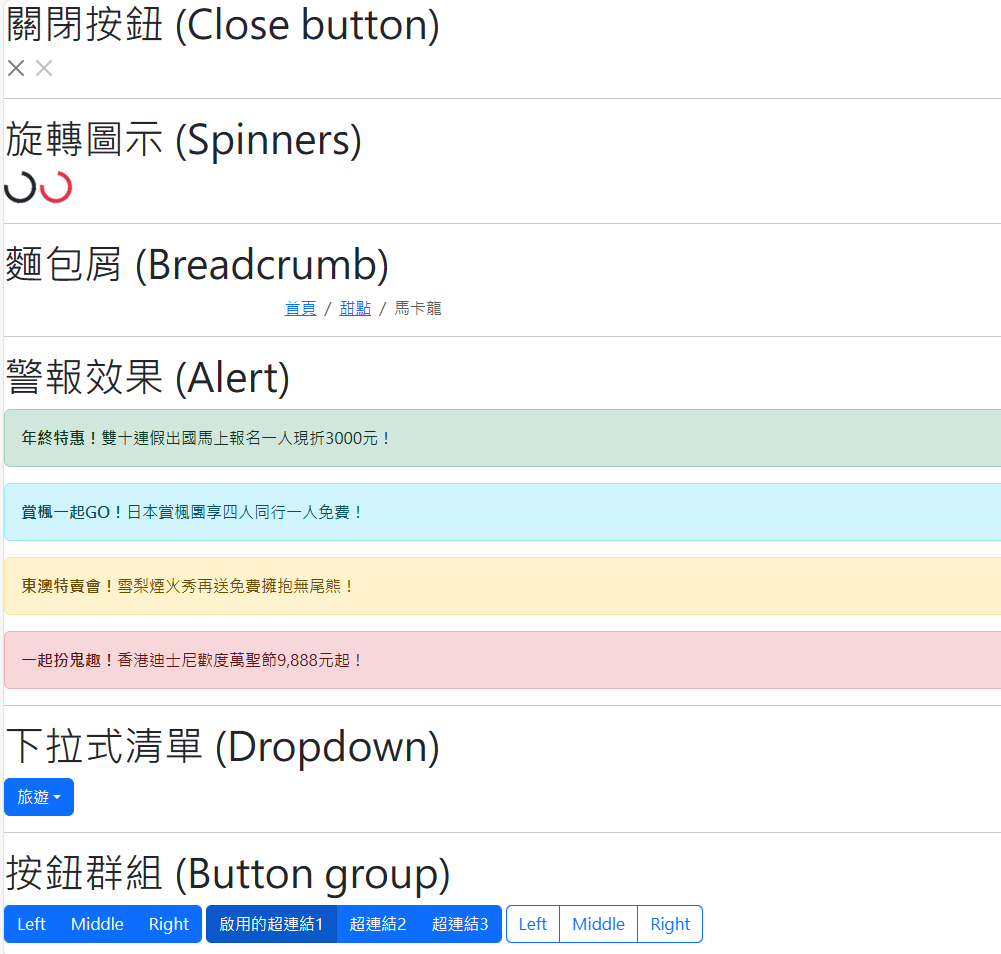 關閉按鈕 (Close button)
旋轉圖示 (Spinners)
麵包屑 (Breadcrumb)
首頁 / 甜點 / 馬卡龍
警報效果 (Alert)
年終特惠！雙十連假出國馬上報名一人現折3000元！
賞楓一起GO！日本賞楓團享四人同行一人免費！
東澳特賣會！雪梨煙火秀再送免費擁抱無尾熊！
一起扮鬼趣！香港迪士尼歡度萬聖節9,888元起！
下拉式清單 (Dropdown)
旅遊
按鈕群組 (Button group)
Left Middle Right 啟用的超連結1 超連結2 超連結3 Left Middle Right